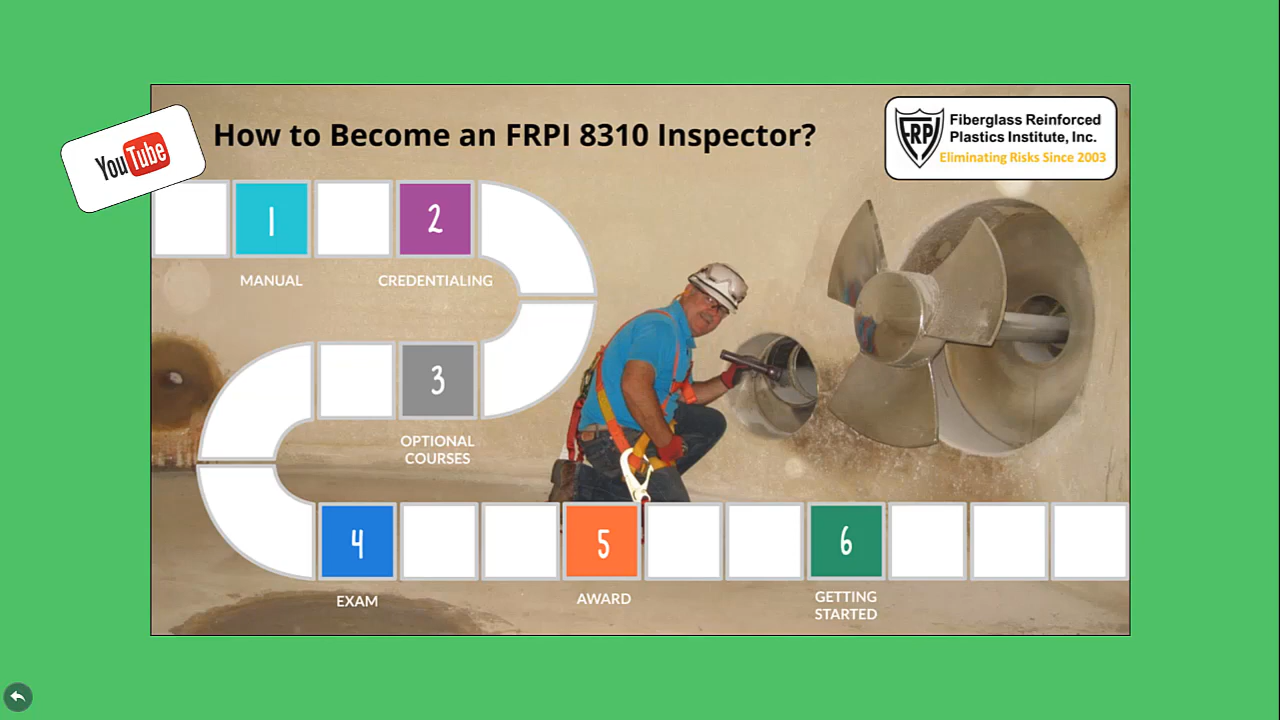 How to Become an FRPI 8310 Inspector?
FRP
Fiberglass Reinforced
Plastics Institute, Inc.
Eliminating Risks Since 2003
YouTube
1
2
MANUAL
CREDENTIALING
3
OPTIONAL
COURSES
4
5
6
EXAM
AWARD
GETTING
STARTED